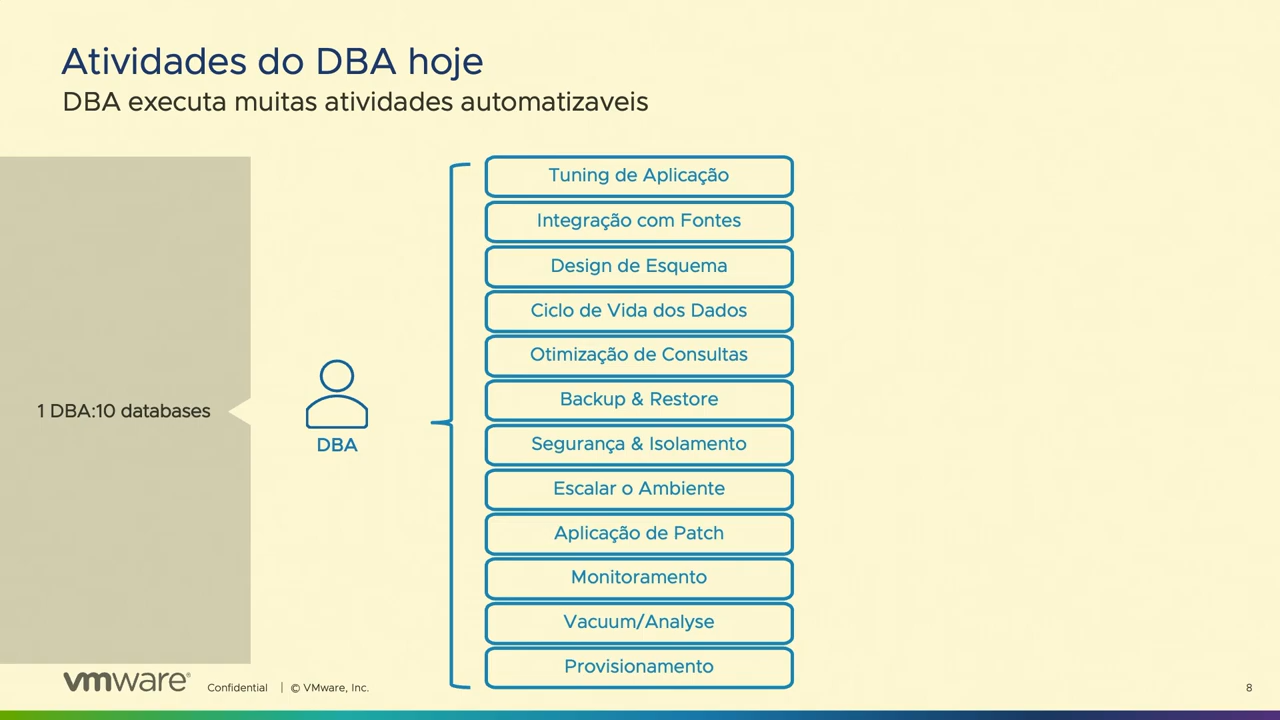 Atividades do DBA hoje
DBA executa muitas atividades automatizaveis
1 DBA:10 databases
DBA
Tuning de Aplicação
Integração com Fontes
Design de Esquema
Ciclo de Vida dos Dados
Otimização de Consultas
Backup & Restore
Segurança & Isolamento
Escalar o Ambiente
Aplicação de Patch
Monitoramento
Vacuum/Analyse
Provisionamento
vmware® Confidential | © VMware, Inc. 8